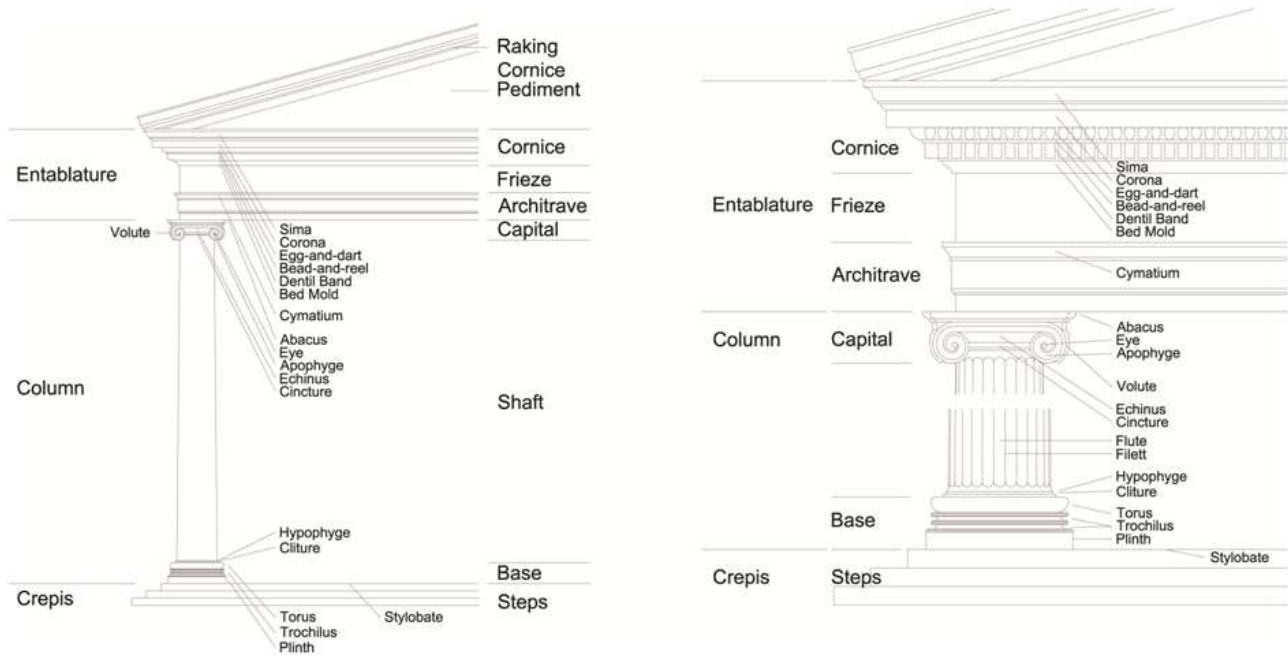 Raking
Cornice
Pediment
Entablature
Cornice
Frieze
Architrave
Capital
Volute
Sima
Corona
Egg-and-dart
Bead-and-reel
Dentil Band
Bed Mold
Cymatium
Abacus
Eye
Apophyge
Echinus
Cincture
Column
Shaft
Hypophyge
Cliture
Base
Crepis
Steps
Torus
Stylobate
Trochilus
Plinth
Cornice
Sima
Corona
Egg-and-dart
Bead-and-reel
Dentil Band
Bed Mold
Entablature
Frieze
Architrave
Cymatium
Column
Capital
Abacus
Eye
Apophyge
Volute
Echinus
Cincture
Flute
Filett
Hypophyge
Cliture
Base
Torus
Trochilus
Plinth
Stylobate
Crepis
Steps